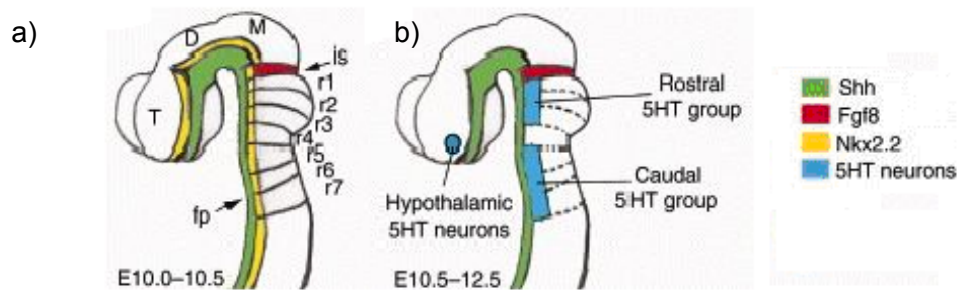 a)
D
M
is
r1
r2
r3
r4
r5
r6
r7
T
fp
E10.0–10.5
b)
Rostral
5HT group
Caudal
5HT group
Hypothalamic
5HT neurons
E10.5–12.5
Shh
Fgf8
Nkx2.2
5HT neurons